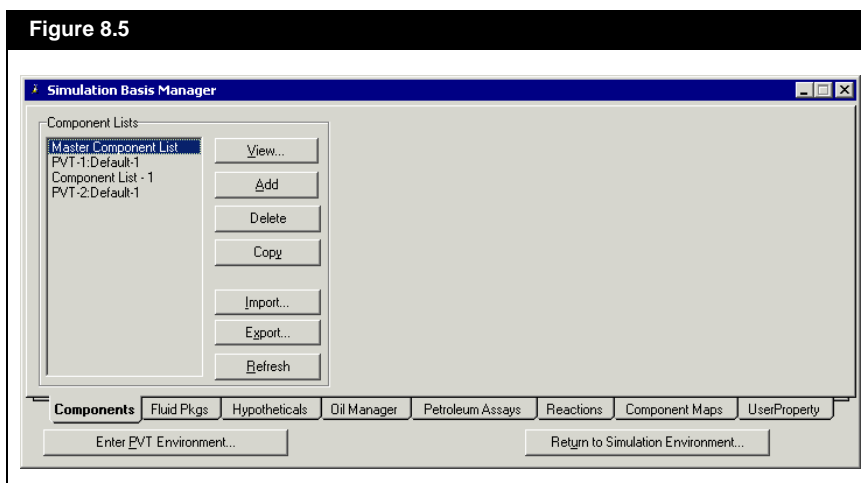 Figure 8.5
Simulation Basis Manager
Component Lists
Master Component List
PVT-1:Default-1
Component List - 1
PVT-2:Default-1
View...
Add
Delete
Copy
Import...
Export...
Refresh
Components Fluid Pkgs Hypotheticals Oil Manager Petroleum Assays Reactions Component Maps UserProperty
Enter PVT Environment... Return to Simulation Environment...